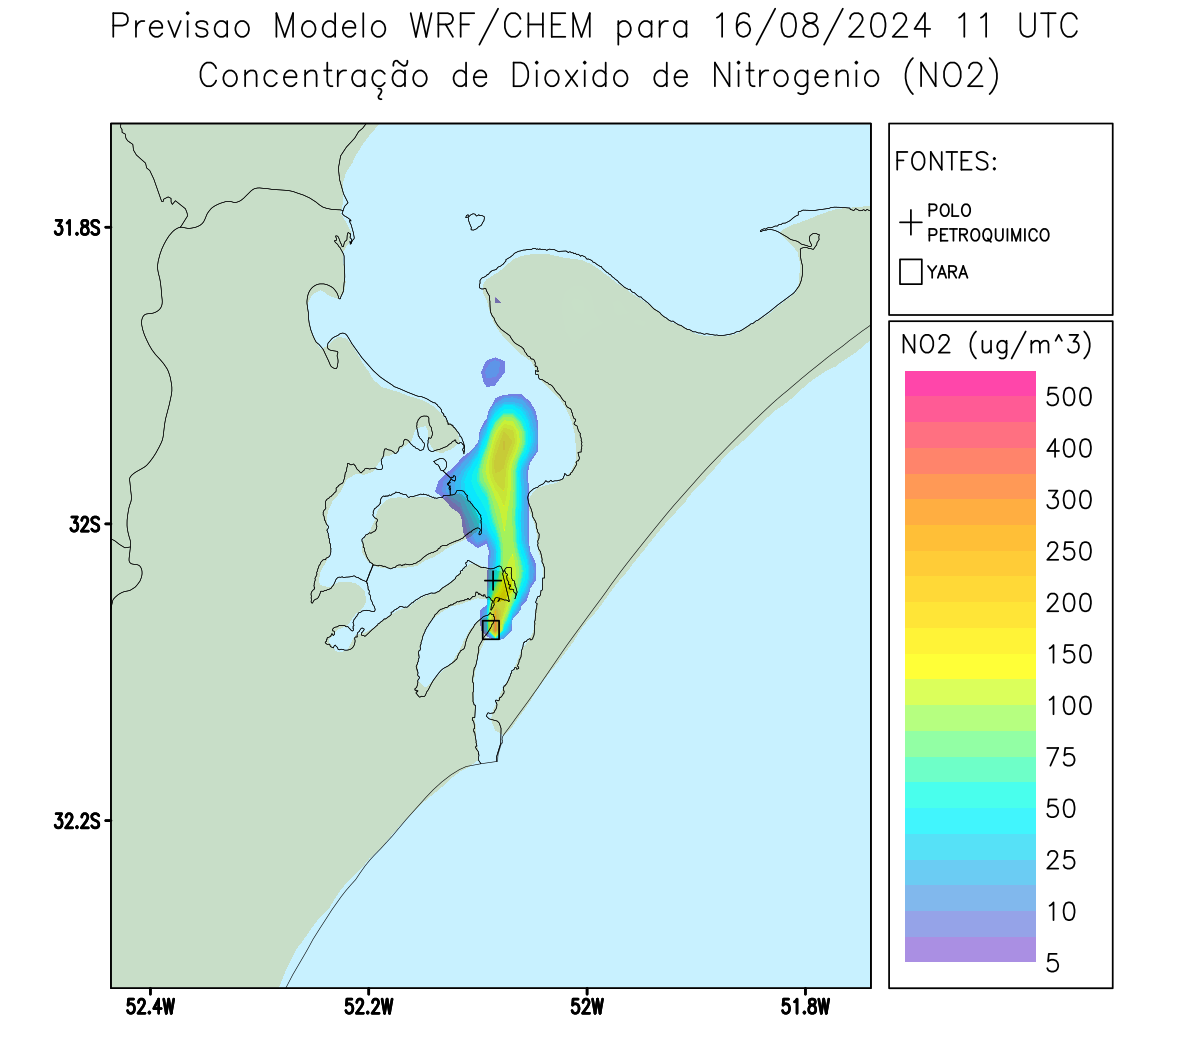 Previsao Modelo WRF/CHEM para 16/08/2024 11 UTC
Concentração de Dioxido de Nitrogenio (NO2)
FONTES:
POLO
PETROQUIMICO
YARA
NO2 (ug/m^3)
500
400
300
250
200
150
100
75
50
25
10
5
31.8S
32S
32.2S
52.4W
52.2W
52W
51.8W